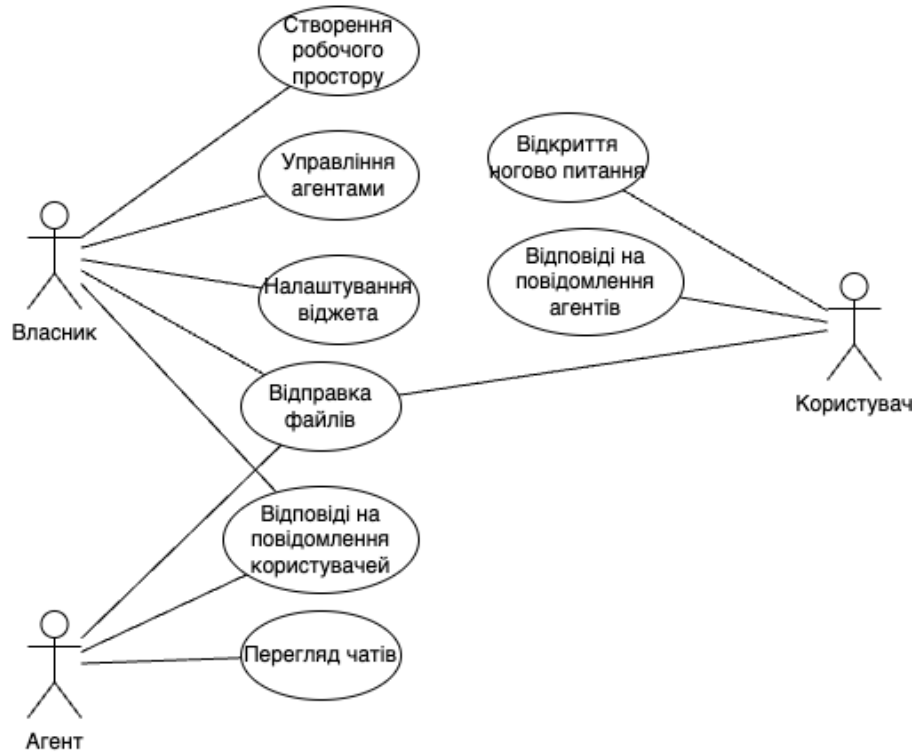 Створення
робочого
простору
Управління
агентами
Налаштування
віджета
Відправка
файлів
Відповіді на
повідомлення
користувачей
Перегляд чатів
Власник
Агент
Відкриття
ногово питання
Відповіді на
повідомлення
агентів
Користувач